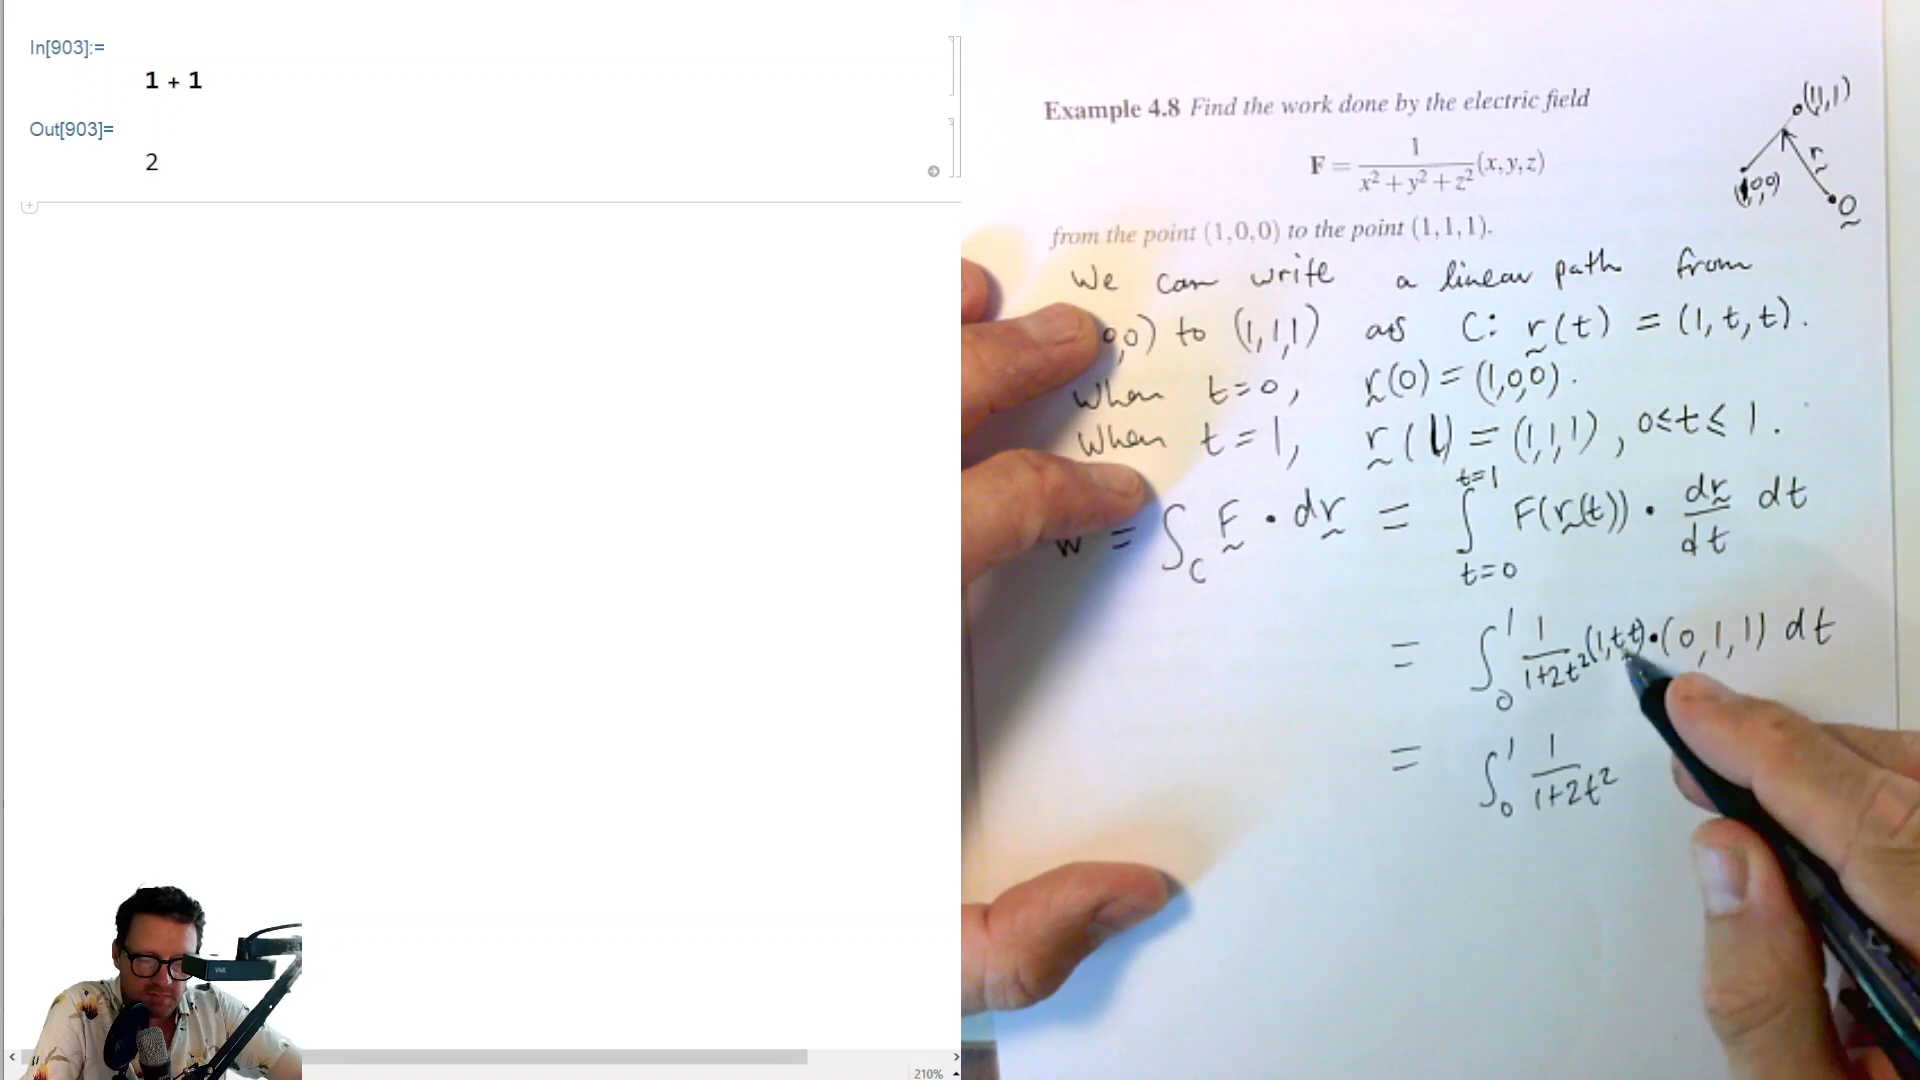 In[903]:=
1 + 1
Out[903]=
2
210%
Example 4.8 Find the work done by the electric field
F = 1/(x² + y² + z²) (x,y,z)
from the point (1,0,0) to the point (1,1,1).
(1,1,1)
r
(1,0,0)
O
We can write a linear path from
0,0) to (1,1,1) as C: r(t) = (1,t,t).
When t=0, r(0) = (1,0,0).
When t=1, r(1) = (1,1,1), 0≤t≤1.
W = ∫_C F • dr = ∫_{t=0}^{t=1} F(r(t)) • dr/dt dt
= ∫_0^1 1/(1+2t²) (1,t,t)•(0,1,1) dt
= ∫_0^1 1/(1+2t²)